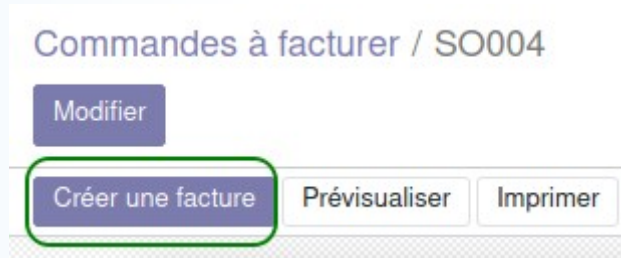 Commandes à facturer / SO004
Modifier
Créer une facture Prévisualiser Imprimer